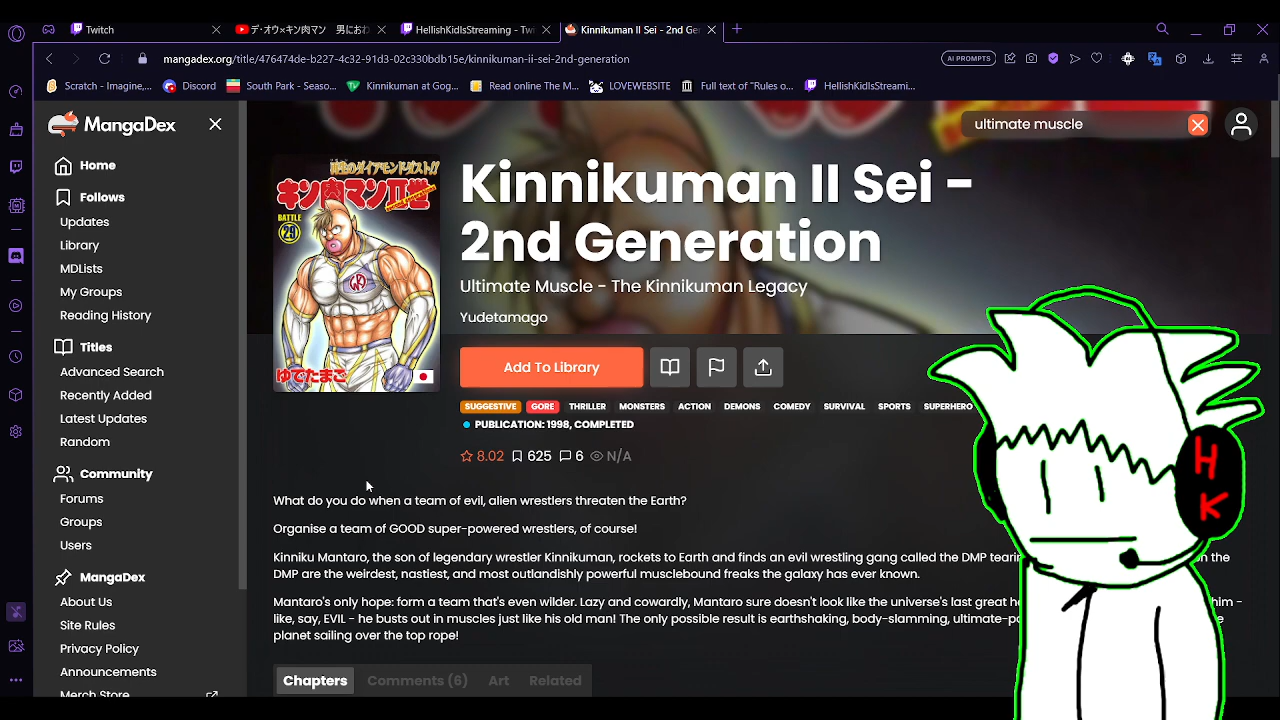 Twitch
デ・オウ×キン肉マン 男におわ
HellishKidIsStreaming - Twi
Kinnikuman II Sei - 2nd Gen
mangadex.org/title/476474de-b227-4c32-91d3-02c330bdb15e/kinnikuman-ii-sei-2nd-generation
AI PROMPTS
Scratch - Imagine,...
Discord
South Park - Seaso...
Kinnikuman at Gog...
Read online The M...
LOVEWEBSITE
Full text of "Rules o...
HellishKidIsStreami...
MangaDex
ultimate muscle
Home
Follows
Updates
Library
MDLists
My Groups
Reading History
Titles
Advanced Search
Recently Added
Latest Updates
Random
Community
Forums
Groups
Users
MangaDex
About Us
Site Rules
Privacy Policy
Announcements
Merch Store
キン肉マンII世
BATTLE
29
ゆでたまご
Kinnikuman II Sei -
2nd Generation
Ultimate Muscle - The Kinnikuman Legacy
Yudetamago
Add To Library
SUGGESTIVE GORE THRILLER MONSTERS ACTION DEMONS COMEDY SURVIVAL SPORTS SUPERHERO
PUBLICATION: 1998, COMPLETED
8.02 625 6 N/A
What do you do when a team of evil, alien wrestlers threaten the Earth?
Organise a team of GOOD super-powered wrestlers, of course!
Kinniku Mantaro, the son of legendary wrestler Kinnikuman, rockets to Earth and finds an evil wrestling gang called the DMP the
DMP are the weirdest, nastiest, and most outlandishly powerful musclebound freaks the galaxy has ever known.
Mantaro's only hope: form a team that's even wilder. Lazy and cowardly, Mantaro sure doesn't look like the universe's last great him -
like, say, EVIL - he busts out in muscles just like his old man! The only possible result is earthshaking, body-slamming,
planet sailing over the top rope!
Chapters
Comments (6)
Art
Related
HK